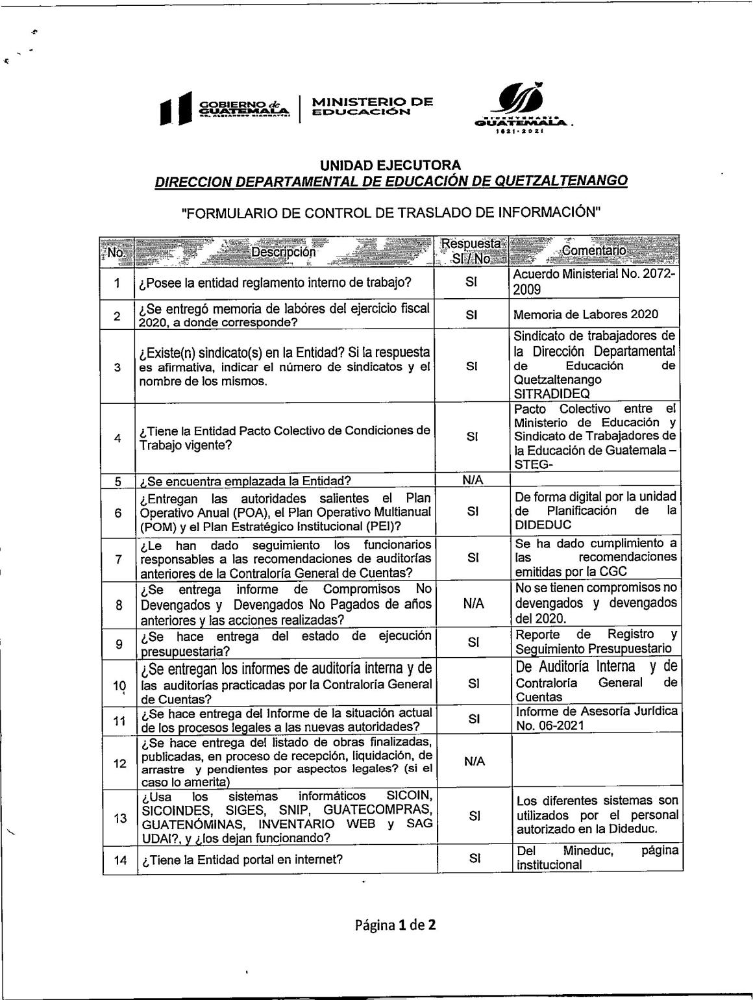 GOBIERNO de
GUATEMALA
DR. ALEJANDRO GIAMMATTEI
MINISTERIO DE
EDUCACIÓN
BICENTENARIO
GUATEMALA
1821-2021
UNIDAD EJECUTORA
DIRECCION DEPARTAMENTAL DE EDUCACIÓN DE QUETZALTENANGO
"FORMULARIO DE CONTROL DE TRASLADO DE INFORMACIÓN"
No. Descripción Respuesta SI / No Comentario
1 ¿Posee la entidad reglamento interno de trabajo? SI Acuerdo Ministerial No. 2072-
2009
2 ¿Se entregó memoria de labores del ejercicio fiscal
2020, a donde corresponde? SI Memoria de Labores 2020
3 ¿Existe(n) sindicato(s) en la Entidad? Si la respuesta
es afirmativa, indicar el número de sindicatos y el
nombre de los mismos. SI
Sindicato de trabajadores de
la Dirección Departamental
de Educación de
Quetzaltenango
SITRADIDEQ
4 ¿Tiene la Entidad Pacto Colectivo de Condiciones de
Trabajo vigente? SI
Pacto Colectivo entre el
Ministerio de Educación y
Sindicato de Trabajadores de
la Educación de Guatemala –
STEG-
5 ¿Se encuentra emplazada la Entidad? N/A
6 ¿Entregan las autoridades salientes el Plan
Operativo Anual (POA), el Plan Operativo Multianual
(POM) y el Plan Estratégico Institucional (PEI)? SI
De forma digital por la unidad
de Planificación de la
DIDEDUC
7 ¿Le han dado seguimiento los funcionarios
responsables a las recomendaciones de auditorías
anteriores de la Contraloría General de Cuentas? SI
Se ha dado cumplimiento a
las recomendaciones
emitidas por la CGC
8 ¿Se entrega informe de Compromisos No
Devengados y Devengados No Pagados de años
anteriores y las acciones realizadas? N/A
No se tienen compromisos no
devengados y devengados
del 2020.
9 ¿Se hace entrega del estado de ejecución
presupuestaria? SI
Reporte de Registro y
Seguimiento Presupuestario
10 ¿Se entregan los informes de auditoría interna y de
las auditorías practicadas por la Contraloría General
de Cuentas? SI
De Auditoría Interna y de
Contraloría General de
Cuentas
11 ¿Se hace entrega del Informe de la situación actual
de los procesos legales a las nuevas autoridades? SI
Informe de Asesoría Jurídica
No. 06-2021
12 ¿Se hace entrega del listado de obras finalizadas,
publicadas, en proceso de recepción, liquidación, de
arrastre y pendientes por aspectos legales? (si el
caso lo amerita) N/A
13 ¿Usa los sistemas informáticos SICOIN,
SICOINDES, SIGES, SNIP, GUATECOMPRAS,
GUATENÓMINAS, INVENTARIO WEB y SAG
UDAI?, y ¿los dejan funcionando? SI
Los diferentes sistemas son
utilizados por el personal
autorizado en la Dideduc.
14 ¿Tiene la Entidad portal en internet? SI
Del Mineduc, página
institucional
Página 1 de 2